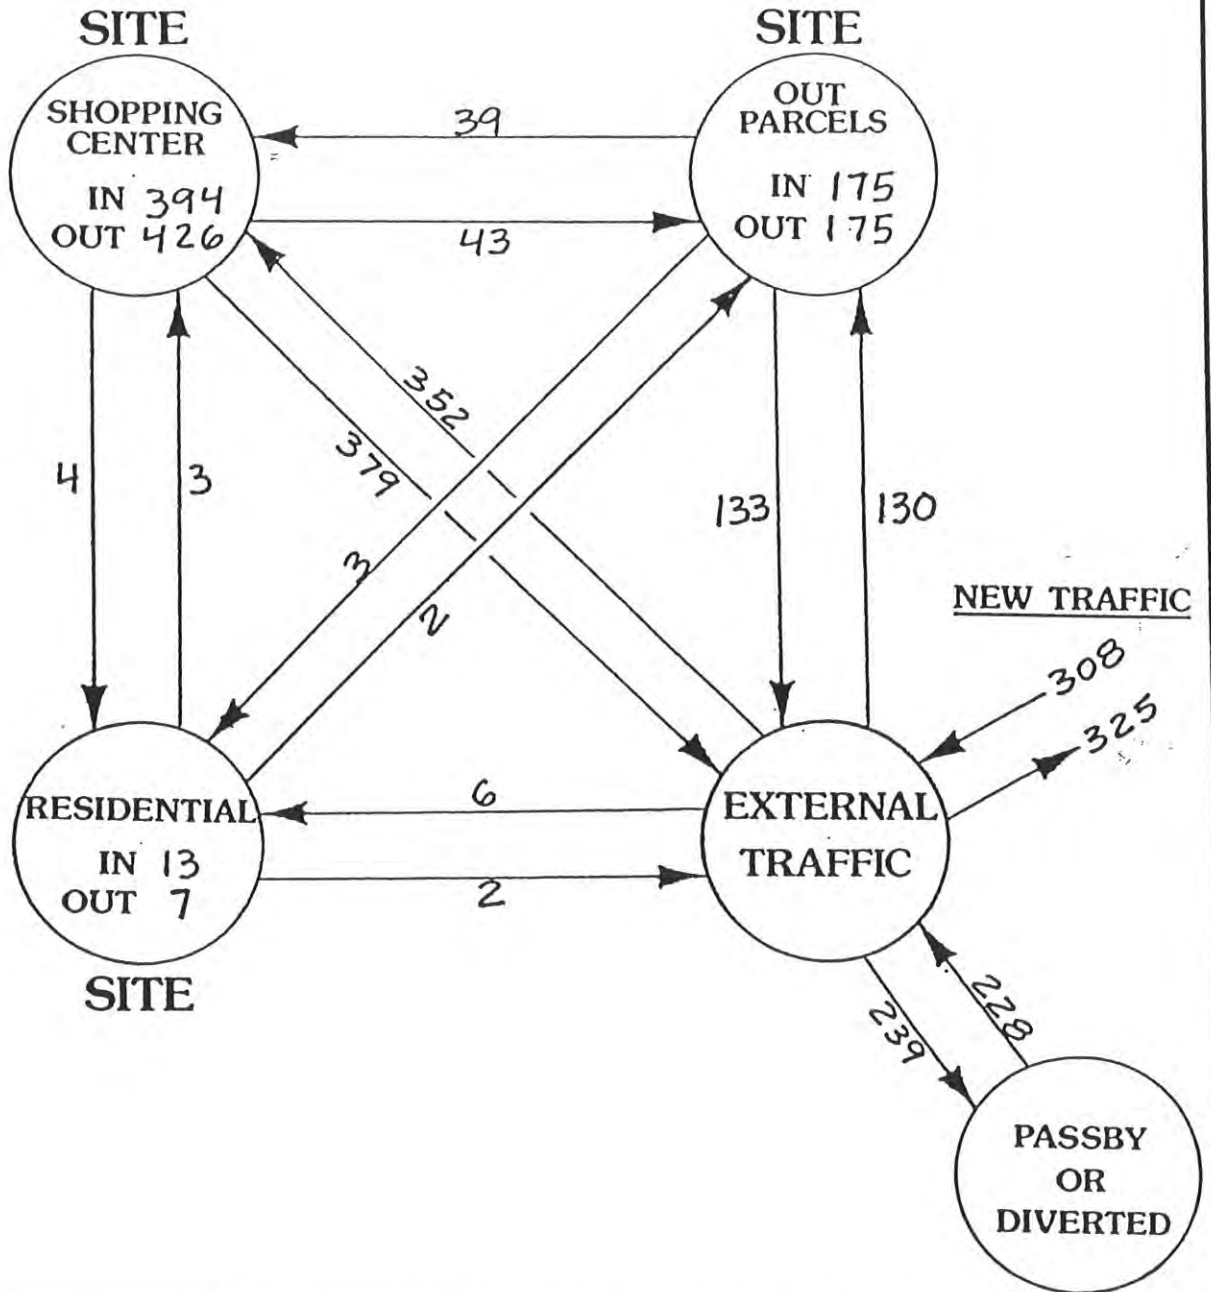 SITE
SITE
SHOPPING
CENTER
IN 394
OUT 426
39
43
OUT
PARCELS
IN 175
OUT 175
352
379
4
3
133
130
3
2
NEW TRAFFIC
308
325
RESIDENTIAL
IN 13
OUT 7
6
2
EXTERNAL
TRAFFIC
SITE
239
228
PASSBY
OR
DIVERTED